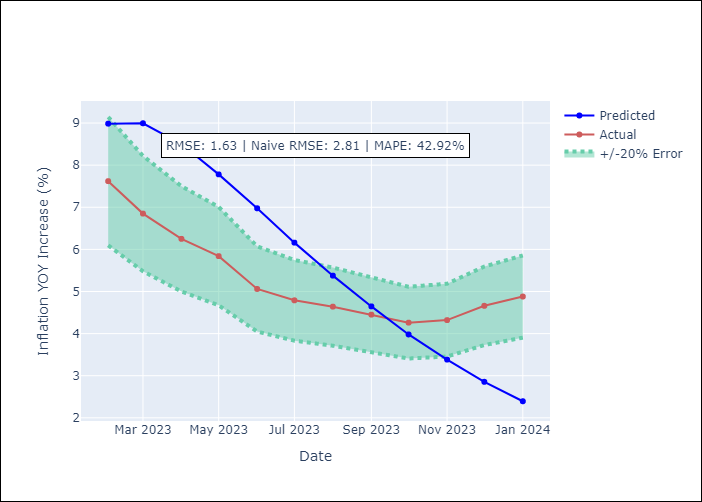 RMSE: 1.63 | Naive RMSE: 2.81 | MAPE: 42.92%
Predicted
Actual
+/-20% Error
Inflation YOY Increase (%)
9
8
7
6
5
4
3
2
Mar 2023
May 2023
Jul 2023
Sep 2023
Nov 2023
Jan 2024
Date